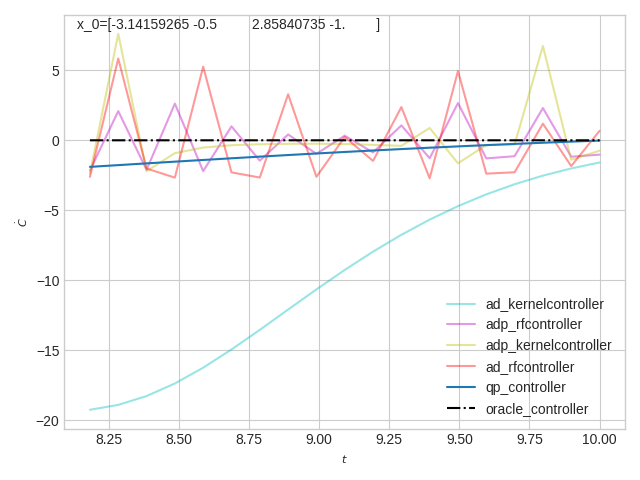 x_0=[-3.14159265 -0.5 2.85840735 -1. ]
5
0
−5
−10
−15
−20
Ċ
8.25 8.50 8.75 9.00 9.25 9.50 9.75 10.00
t
ad_kernelcontroller
adp_rfcontroller
adp_kernelcontroller
ad_rfcontroller
qp_controller
oracle_controller